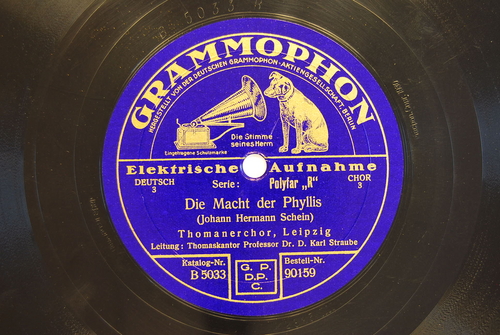 B 5033 R
GRAMMOPHON
HERGESTELLT VON DER DEUTSCHEN GRAMMOPHON-AKTIENGESELLSCHAFT, BERLIN
Die Stimme
seines Herrn
Eingetragene Schutzmarke
Elektrische Aufnahme
DEUTSCH Serie: Polyfar „R" CHOR
3 3
Die Macht der Phyllis
(Johann Hermann Schein)
Thomanerchor, Leipzig
Leitung: Thomaskantor Professor Dr. D. Karl Straube
Katalog-Nr. Bestell-Nr.
B 5033 G. P. 90159
D.P.
C.